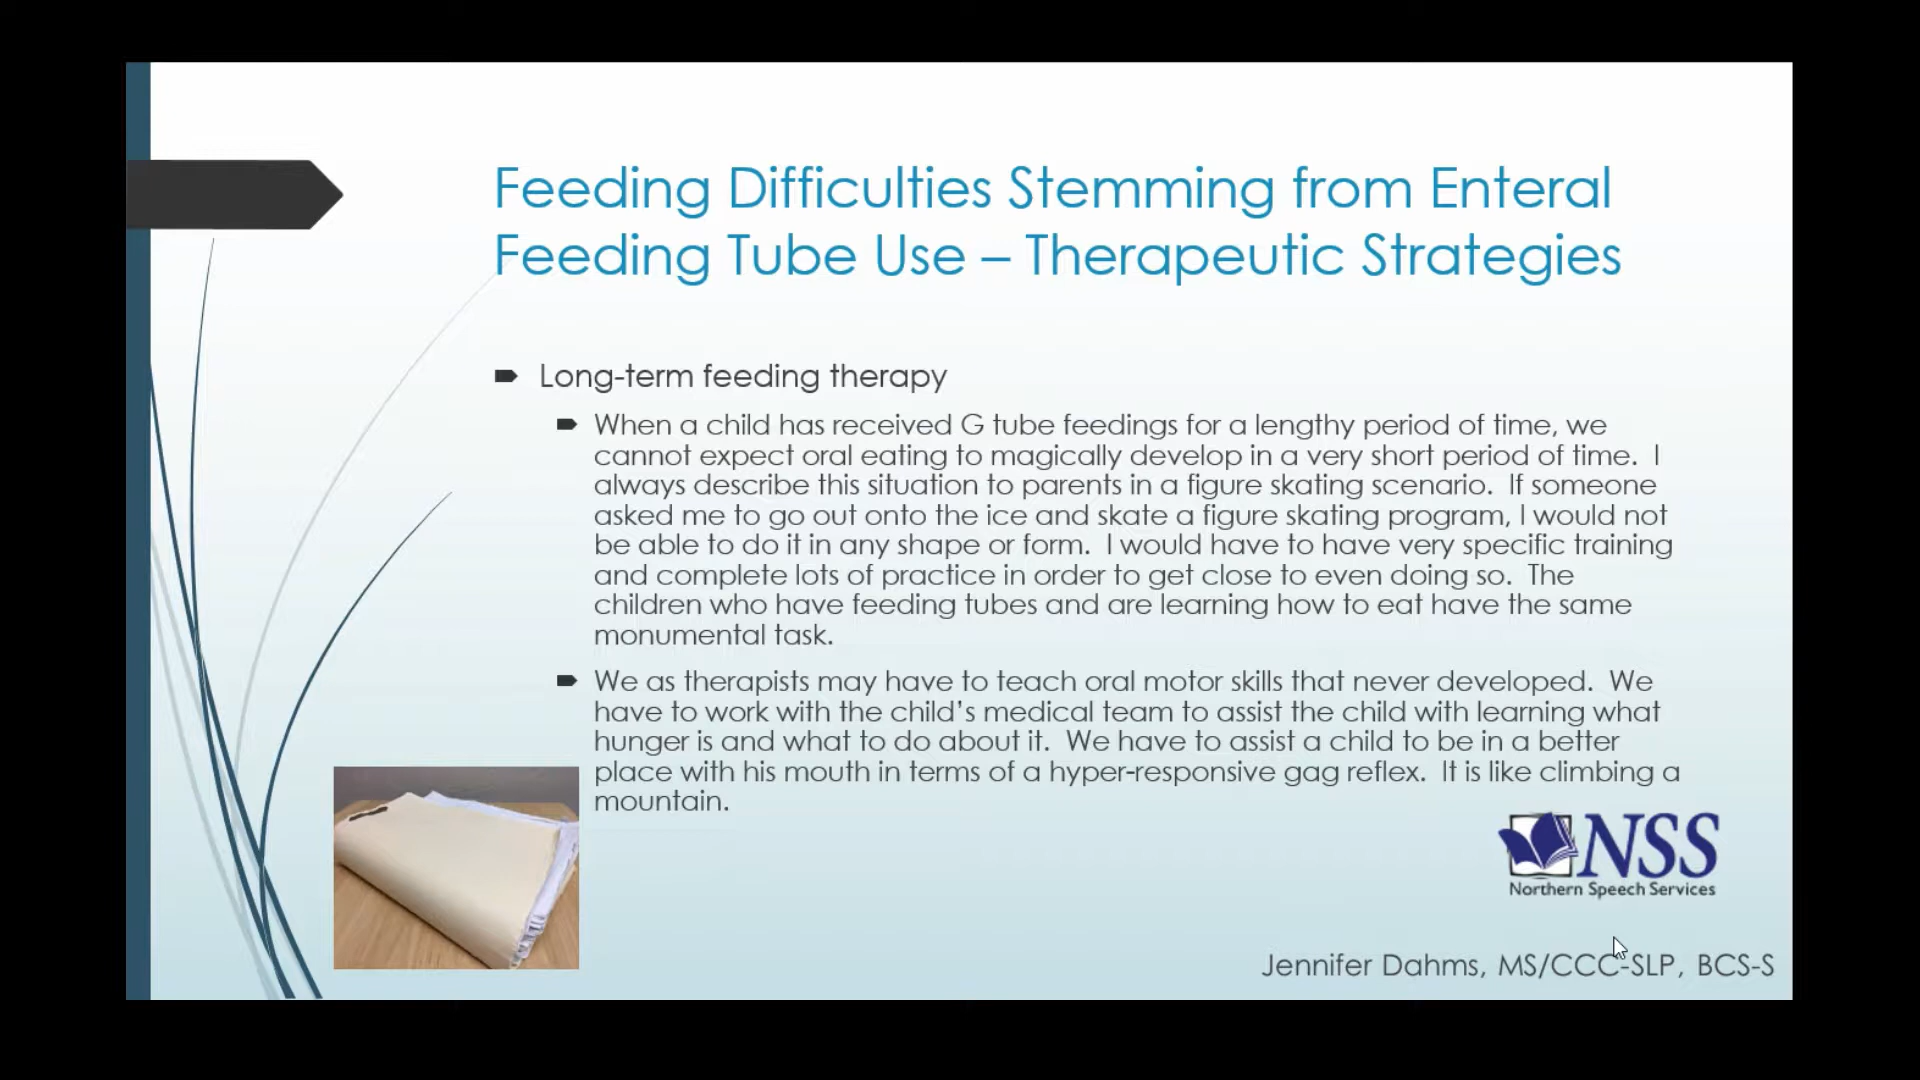 Feeding Difficulties Stemming from Enteral
Feeding Tube Use – Therapeutic Strategies
Long-term feeding therapy
When a child has received G tube feedings for a lengthy period of time, we
cannot expect oral eating to magically develop in a very short period of time.  I
always describe this situation to parents in a figure skating scenario.  If someone
asked me to go out onto the ice and skate a figure skating program, I would not
be able to do it in any shape or form.  I would have to have very specific training
and complete lots of practice in order to get close to even doing so.  The
children who have feeding tubes and are learning how to eat have the same
monumental task.
We as therapists may have to teach oral motor skills that never developed.  We
have to work with the child’s medical team to assist the child with learning what
hunger is and what to do about it.  We have to assist a child to be in a better
place with his mouth in terms of a hyper-responsive gag reflex.  It is like climbing a
mountain.
NSS
Northern Speech Services
Jennifer Dahms, MS/CCC-SLP, BCS-S